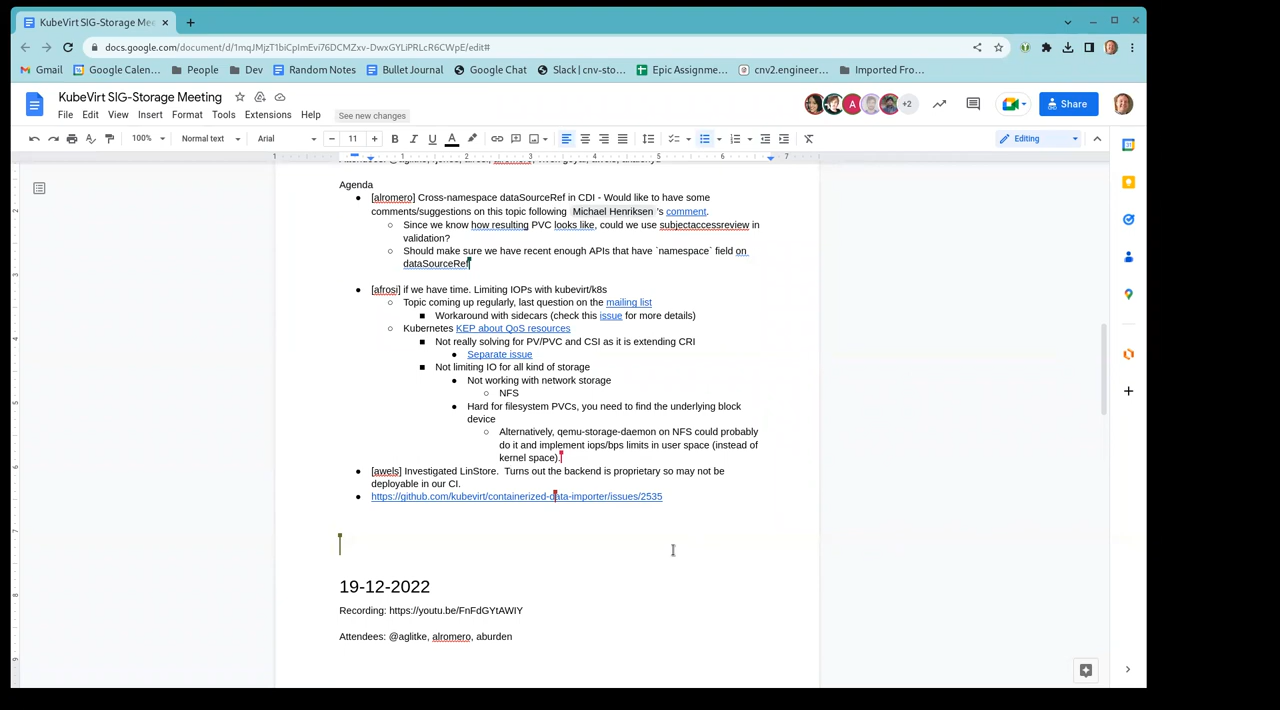 KubeVirt SIG-Storage Mee
docs.google.com/document/d/1mqJMjzT1biCpImEvi76DCMZxv-DwxGYLiPRLcR6CWpE/edit#
Gmail
Google Calen...
People
Dev
Random Notes
Bullet Journal
Google Chat
Slack | cnv-sto...
Epic Assignme...
cnv2.engineer...
Imported Fro...
KubeVirt SIG-Storage Meeting
File Edit View Insert Format Tools Extensions Help
See new changes
A
+2
Share
100%
Normal text
Arial
11
Editing
1 1 2 3 4 5 6 7
Agenda
● [alromero] Cross-namespace dataSourceRef in CDI - Would like to have some
comments/suggestions on this topic following Michael Henriksen 's comment.
○ Since we know how resulting PVC looks like, could we use subjectaccessreview in
validation?
○ Should make sure we have recent enough APIs that have `namespace` field on
dataSourceRef
● [afrosi] if we have time. Limiting IOPs with kubevirt/k8s
○ Topic coming up regularly, last question on the mailing list
■ Workaround with sidecars (check this issue for more details)
○ Kubernetes KEP about QoS resources
■ Not really solving for PV/PVC and CSI as it is extending CRI
● Separate issue
■ Not limiting IO for all kind of storage
● Not working with network storage
○ NFS
● Hard for filesystem PVCs, you need to find the underlying block
device
○ Alternatively, qemu-storage-daemon on NFS could probably
do it and implement iops/bps limits in user space (instead of
kernel space).
● [awels] Investigated LinStore. Turns out the backend is proprietary so may not be
deployable in our CI.
● https://github.com/kubevirt/containerized-data-importer/issues/2535
19-12-2022
Recording: https://youtu.be/FnFdGYtAWIY
Attendees: @aglitke, alromero, aburden